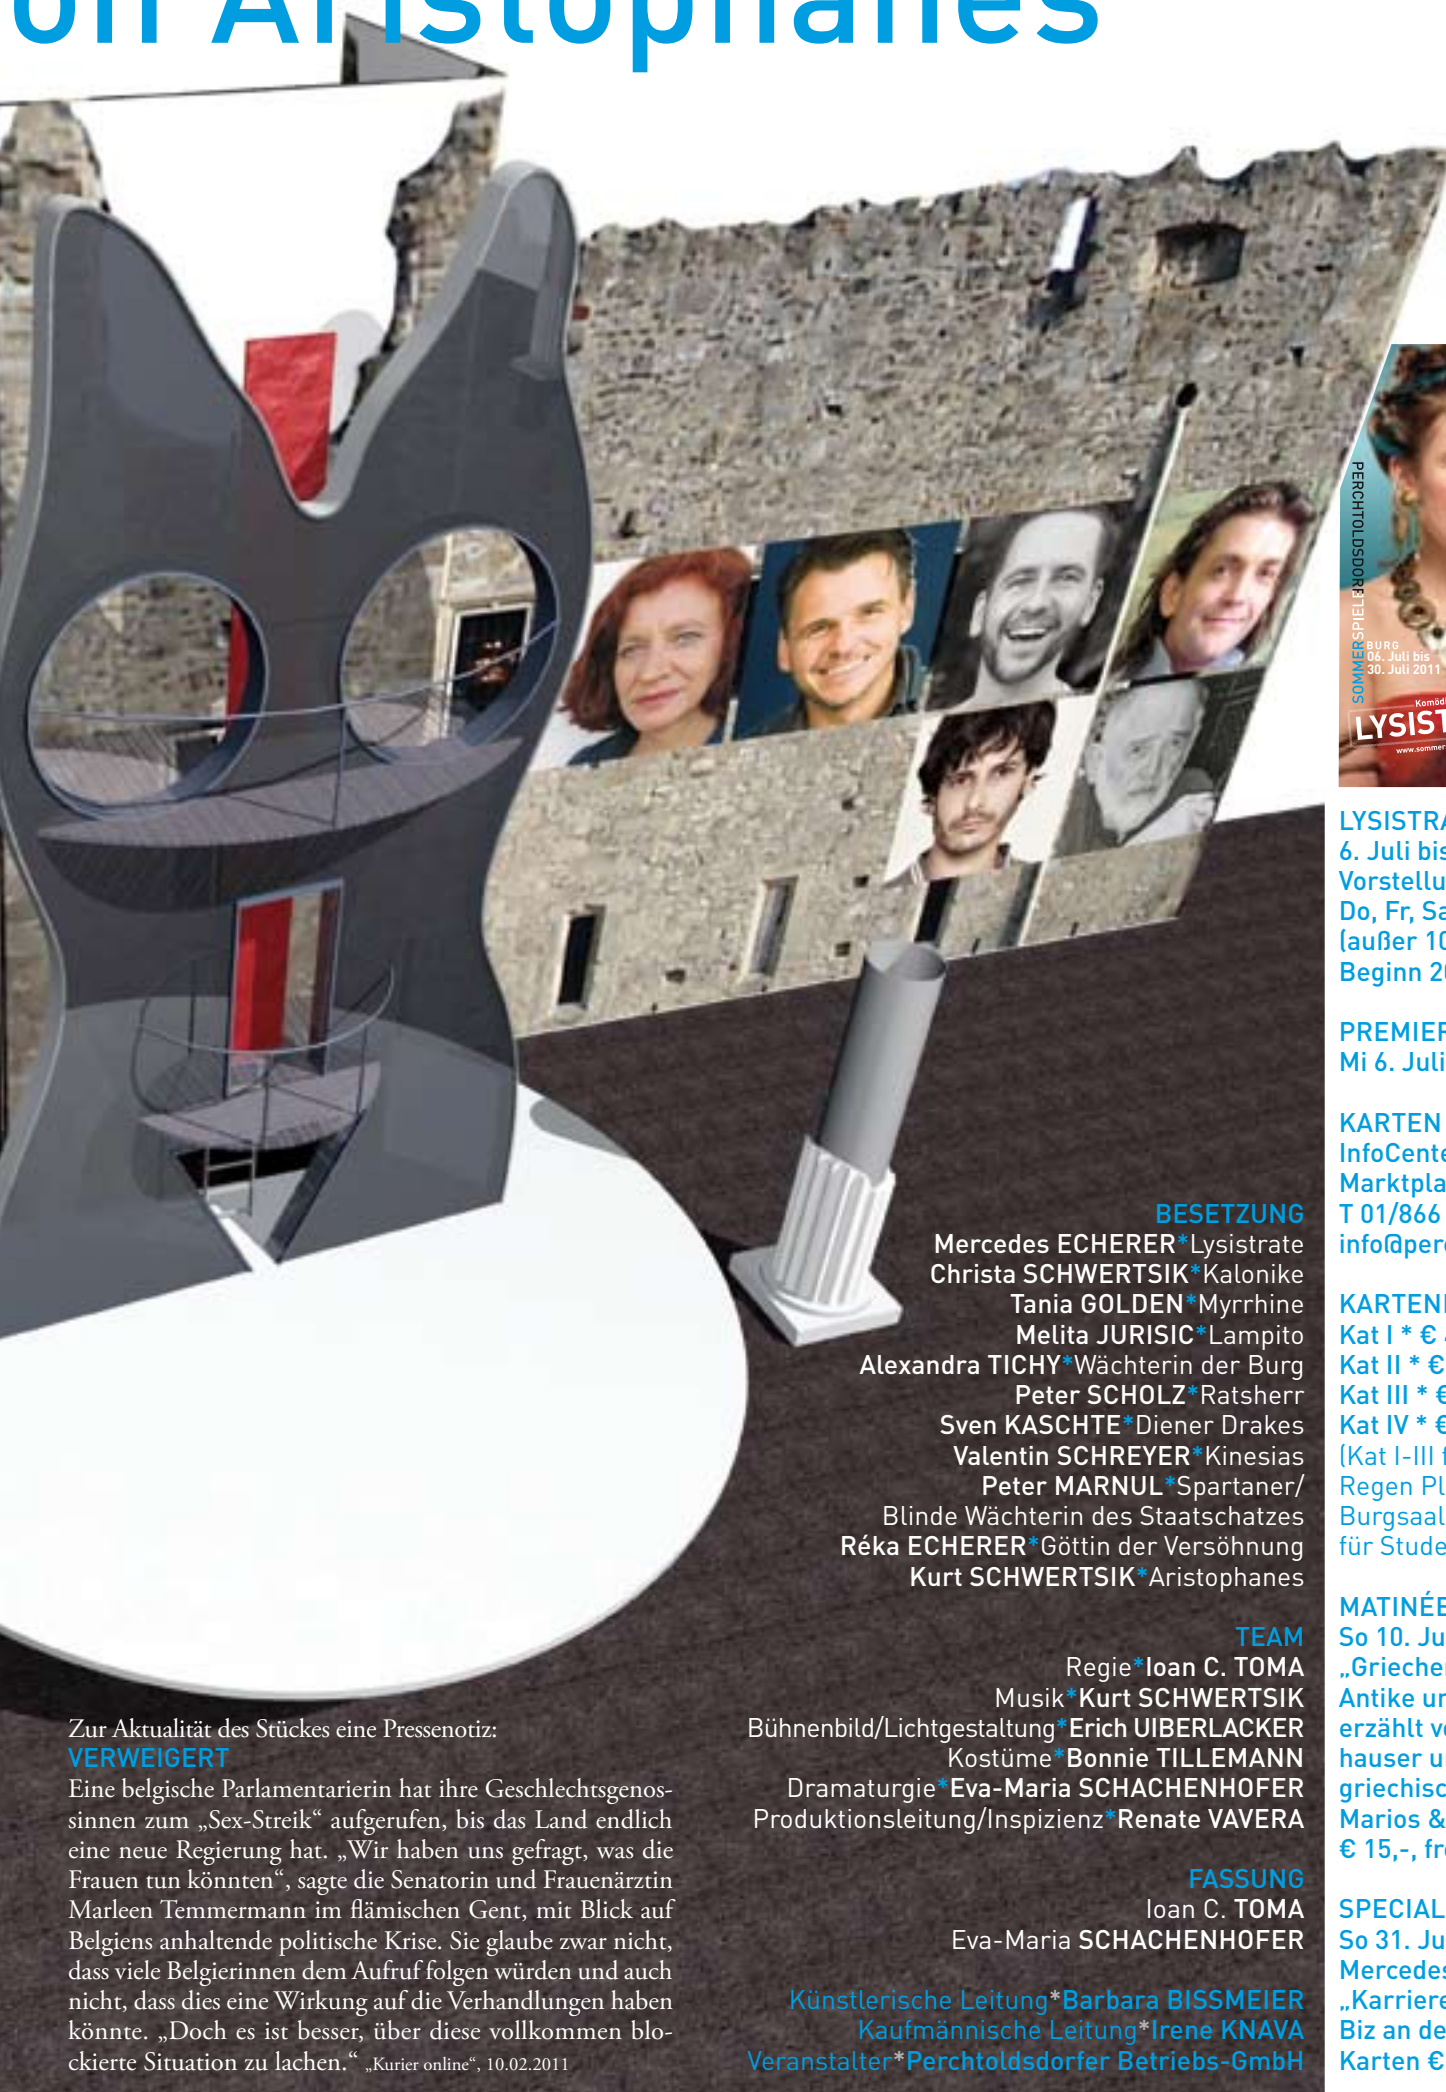 on Aristophanes
PERCHTOLDSDORF
SOMMERSPIELE
BURG
06. Juli bis
30. Juli 2011
LYSIST
Zur Aktualität des Stückes eine Pressenotiz:
VERWEIGERT
Eine belgische Parlamentarierin hat ihre Geschlechtsgenos-
sinnen zum „Sex-Streik“ aufgerufen, bis das Land endlich
eine neue Regierung hat. „Wir haben uns gefragt, was die
Frauen tun könnten“, sagte die Senatorin und Frauenärztin
Marleen Temmermann im flämischen Gent, mit Blick auf
Belgiens anhaltende politische Krise. Sie glaube zwar nicht,
dass viele Belgierinnen dem Aufruf folgen würden und auch
nicht, dass dies eine Wirkung auf die Verhandlungen haben
könnte. „Doch es ist besser, über diese vollkommen blo-
ckierte Situation zu lachen.“ „Kurier online“, 10.02.2011
BESETZUNG
Mercedes ECHERER*Lysistrate
Christa SCHWERTSIK*Kalonike
Tania GOLDEN*Myrrhine
Melita JURISIC*Lampito
Alexandra TICHY*Wächterin der Burg
Peter SCHOLZ*Ratsherr
Sven KASCHTE*Diener Drakes
Valentin SCHREYER*Kinesias
Peter MARNUL*Spartaner/
Blinde Wächterin des Staatschatzes
Réka ECHERER*Göttin der Versöhnung
Kurt SCHWERTSIK*Aristophanes
TEAM
Regie*Ioan C. TOMA
Musik*Kurt SCHWERTSIK
Bühnenbild/Lichtgestaltung*Erich UIBERLACKER
Kostüme*Bonnie TILLEMANN
Dramaturgie*Eva-Maria SCHACHENHOFER
Produktionsleitung/Inspizienz*Renate VAVERA
FASSUNG
Ioan C. TOMA
Eva-Maria SCHACHENHOFER
Künstlerische Leitung*Barbara BISSMEIER
Kaufmännische Leitung*Irene KNAVA
Veranstalter*Perchtoldsdorfer Betriebs-GmbH
LYSISTRA
6. Juli bis
Vorstellu
Do, Fr, Sa
(außer 10
Beginn 20
PREMIER
Mi 6. Juli
KARTEN
InfoCente
Marktpla
T 01/866
info@perc
KARTEN
Kat I * €
Kat II * €
Kat III * €
Kat IV * €
(Kat I-III f
Regen Pl
Burgsaal
für Stude
MATINÉE
So 10. Ju
„Grieche
Antike un
erzählt vo
hauser u
griechisc
Marios &
€ 15,-, fre
SPECIAL
So 31. Ju
Mercedes
„Karriere
Biz an de
Karten €